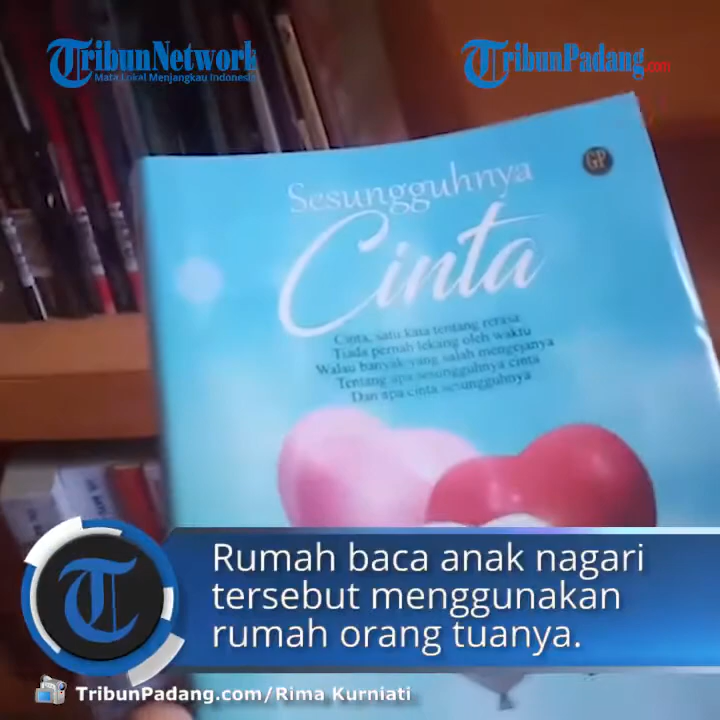 TribunNetwork
Mata Lokal Menjangkau Indonesia
TribunPadang.com
GP
Sesungguhnya
Cinta
Cinta, satu kata tentang rerasa
Tiada pernah lekang oleh waktu
Walau banyak yang salah mengejanya
Tentang apa sesungguhnya cinta
Dan apa cinta sesungguhnya
Rumah baca anak nagari
tersebut menggunakan
rumah orang tuanya.
T
TribunPadang.com/Rima Kurniati